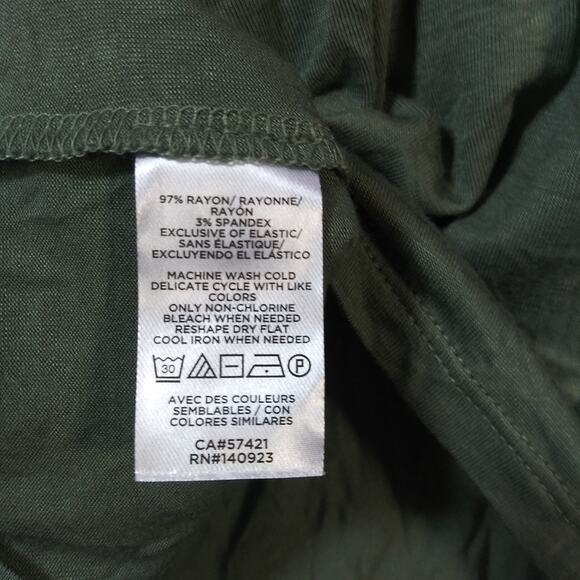 97% RAYON/ RAYONNE/
RAYÓN
3% SPANDEX
EXCLUSIVE OF ELASTIC/
SANS ÉLASTIQUE/
EXCLUYENDO EL ELÁSTICO
MACHINE WASH COLD
DELICATE CYCLE WITH LIKE
COLORS
ONLY NON-CHLORINE
BLEACH WHEN NEEDED
RESHAPE DRY FLAT
COOL IRON WHEN NEEDED
30 P
AVEC DES COULEURS
SEMBLABLES / CON
COLORES SIMILARES
CA#57421
RN#140923